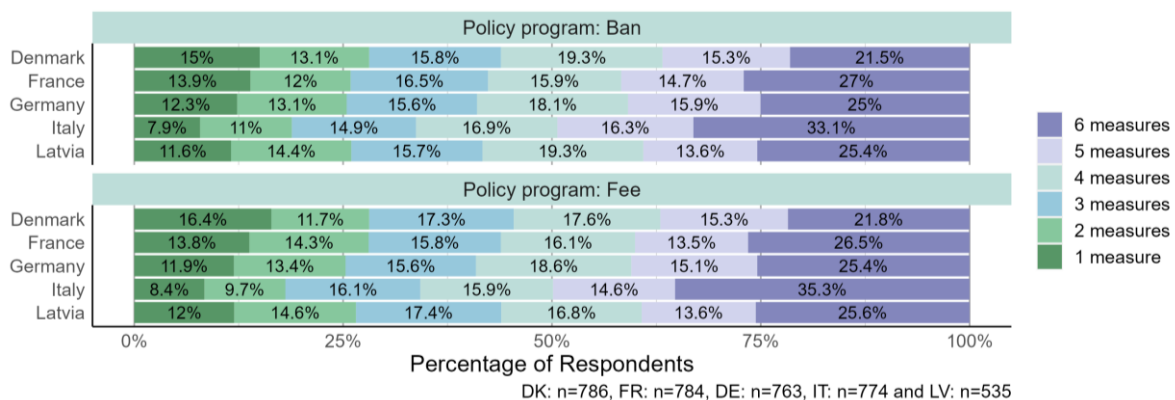 Policy program: Ban
Denmark 15% 13.1% 15.8% 19.3% 15.3% 21.5%
France 13.9% 12% 16.5% 15.9% 14.7% 27%
Germany 12.3% 13.1% 15.6% 18.1% 15.9% 25%
Italy 7.9% 11% 14.9% 16.9% 16.3% 33.1%
Latvia 11.6% 14.4% 15.7% 19.3% 13.6% 25.4%
Policy program: Fee
Denmark 16.4% 11.7% 17.3% 17.6% 15.3% 21.8%
France 13.8% 14.3% 15.8% 16.1% 13.5% 26.5%
Germany 11.9% 13.4% 15.6% 18.6% 15.1% 25.4%
Italy 8.4% 9.7% 16.1% 15.9% 14.6% 35.3%
Latvia 12% 14.6% 17.4% 16.8% 13.6% 25.6%
0% 25% 50% 75% 100%
Percentage of Respondents
DK: n=786, FR: n=784, DE: n=763, IT: n=774 and LV: n=535
6 measures
5 measures
4 measures
3 measures
2 measures
1 measure